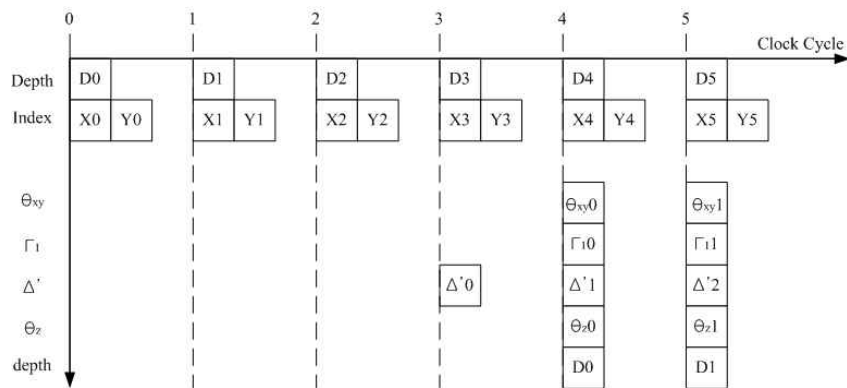 0 1 2 3 4 5
Clock Cycle
Depth D0 D1 D2 D3 D4 D5
Index X0 Y0 X1 Y1 X2 Y2 X3 Y3 X4 Y4 X5 Y5
Θxy Θxy0 Θxy1
Γ1 Γ10 Γ11
Δ' Δ'0 Δ'1 Δ'2
Θz Θz0 Θz1
depth D0 D1